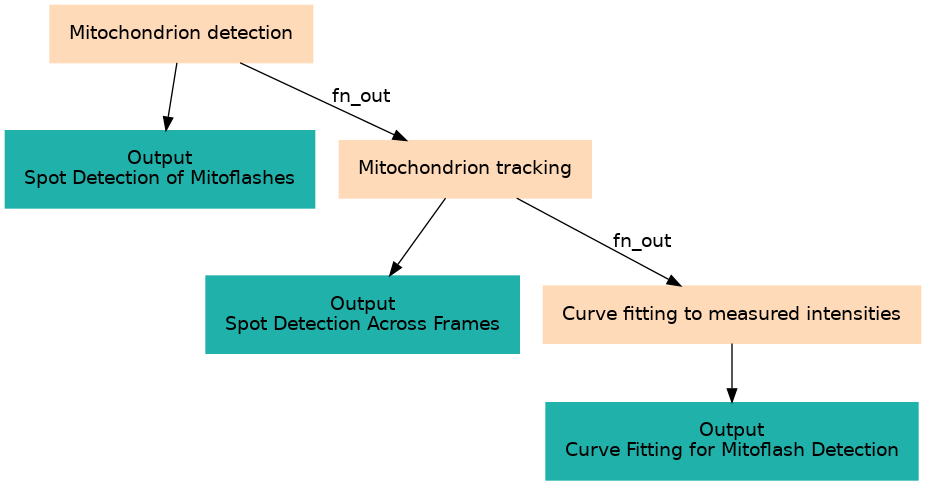 Mitochondrion detection
fn_out
Output
Spot Detection of Mitoflashes
Mitochondrion tracking
fn_out
Output
Spot Detection Across Frames
Curve fitting to measured intensities
Output
Curve Fitting for Mitoflash Detection